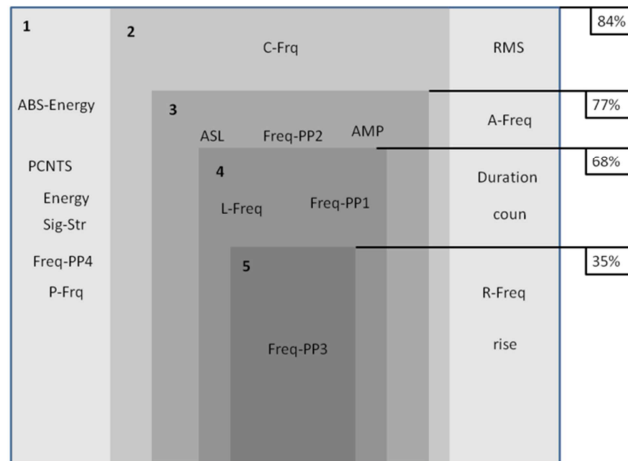 1
2
C-Frq
RMS
84%
ABS-Energy
3
77%
A-Freq
ASL
Freq-PP2
AMP
68%
PCNTS
4
Duration
Energy
L-Freq
Freq-PP1
coun
Sig-Str
Freq-PP4
5
35%
P-Frq
R-Freq
Freq-PP3
rise